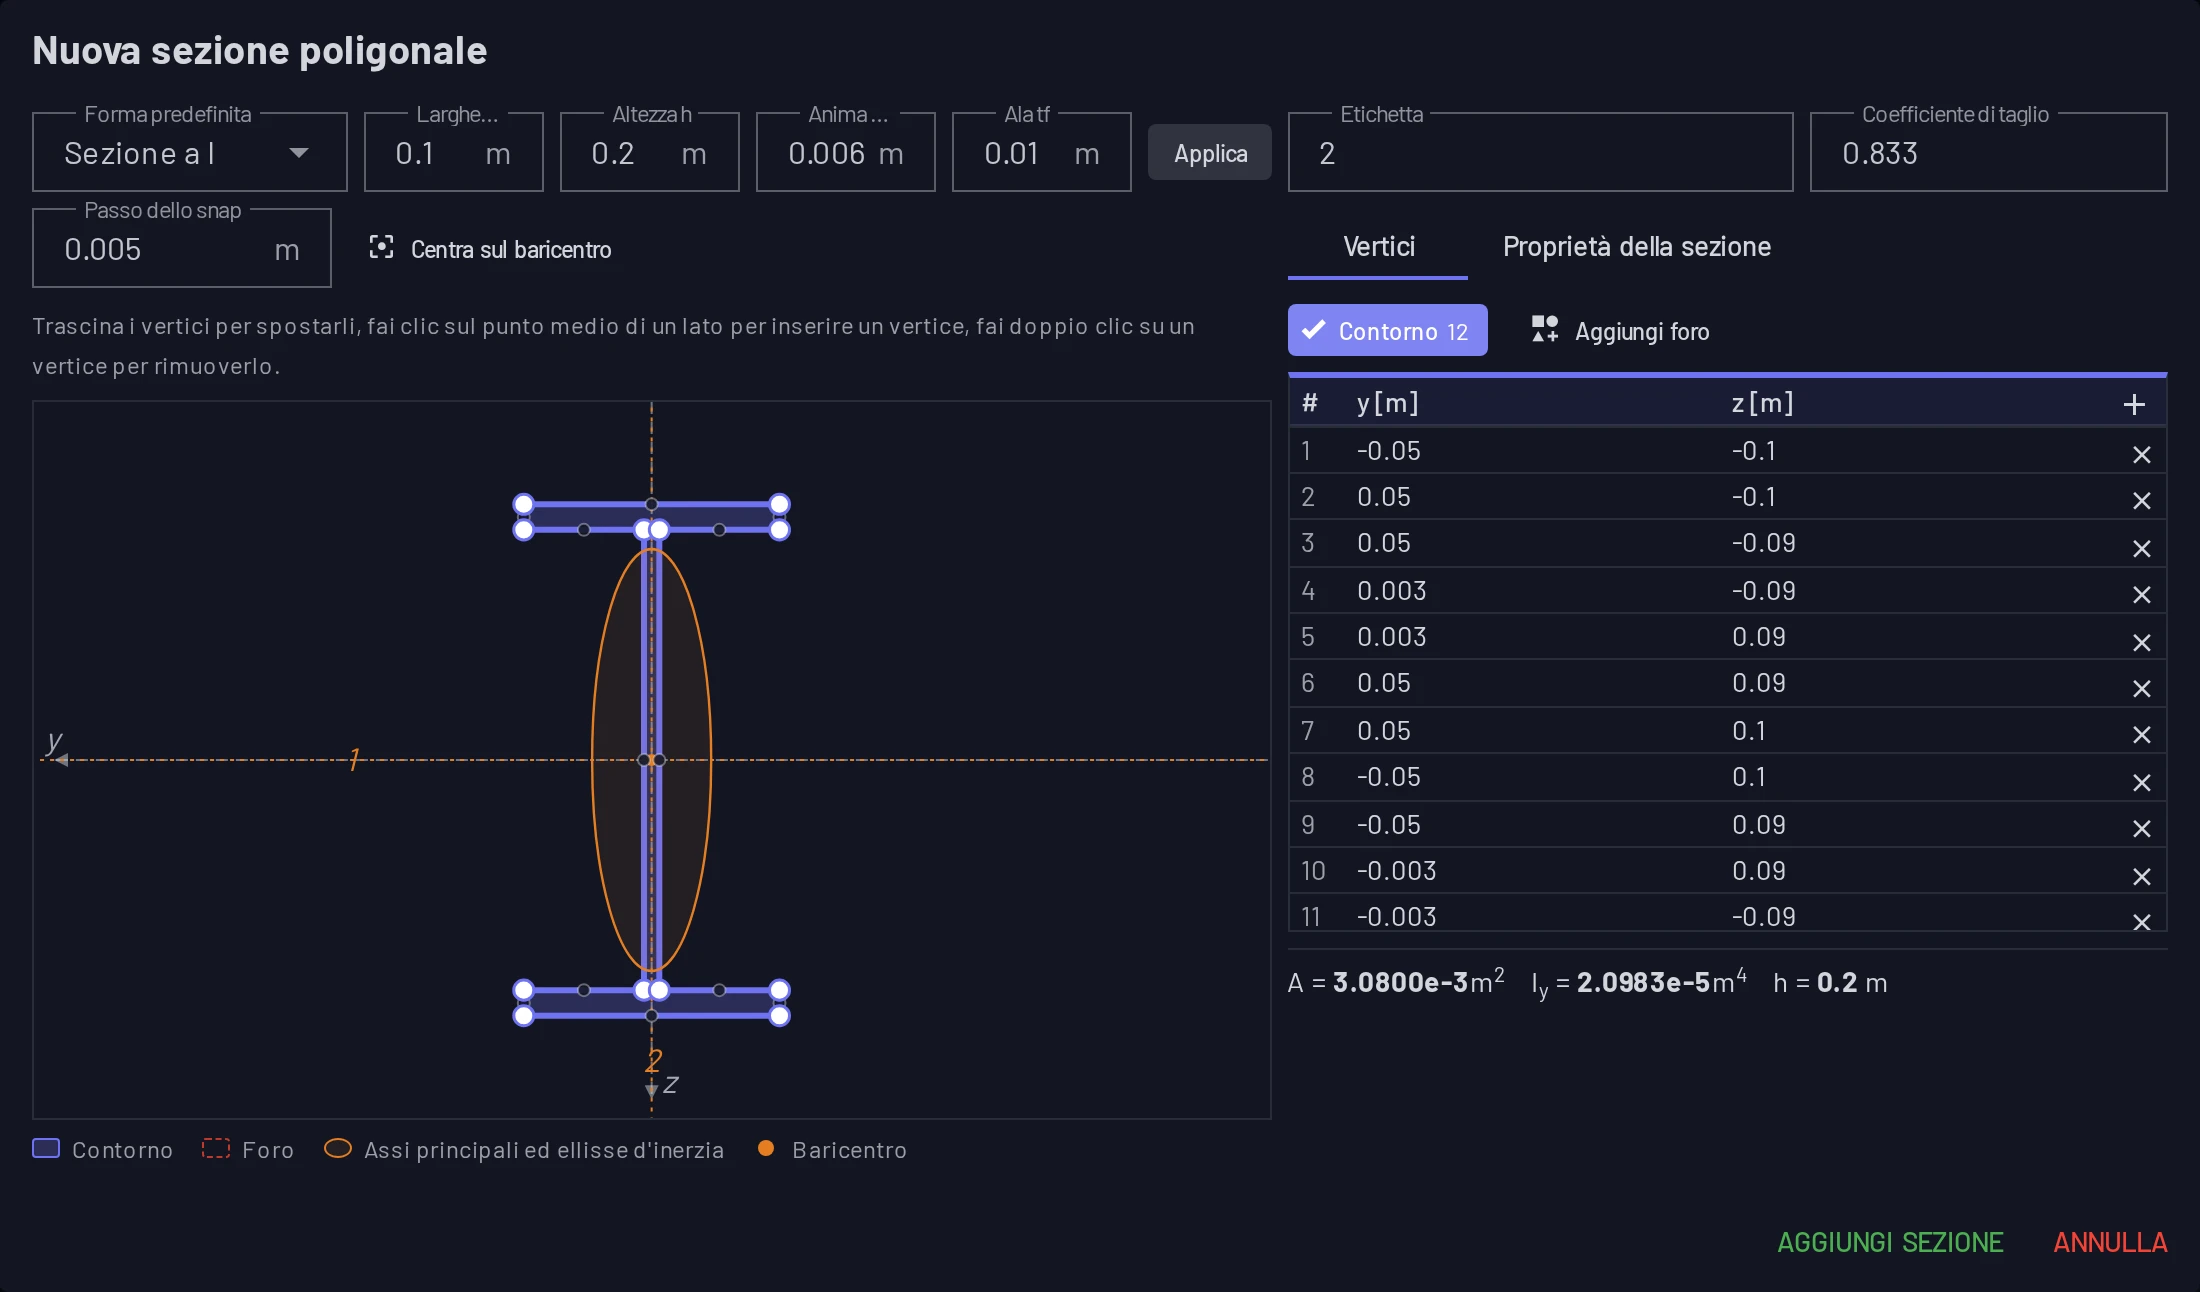 Nuova sezione poligonale
Forma predefinita
Sezione a I
Larghe...
0.1 m
Altezza h
0.2 m
Anima ...
0.006 m
Ala tf
0.01 m
Applica
Etichetta
2
Coefficiente di taglio
0.833
Passo dello snap
0.005 m
Centra sul baricentro
Vertici
Proprietà della sezione
Trascina i vertici per spostarli, fai clic sul punto medio di un lato per inserire un vertice, fai doppio clic su un
vertice per rimuoverlo.
Contorno 12
Aggiungi foro
# y [m] z [m]
1 -0.05 -0.1
2 0.05 -0.1
3 0.05 -0.09
4 0.003 -0.09
5 0.003 0.09
6 0.05 0.09
7 0.05 0.1
8 -0.05 0.1
9 -0.05 0.09
10 -0.003 0.09
11 -0.003 -0.09
y
1
2
z
A = 3.0800e-3m² I_y = 2.0983e-5m⁴ h = 0.2 m
Contorno
Foro
Assi principali ed ellisse d'inerzia
Baricentro
AGGIUNGI SEZIONE
ANNULLA